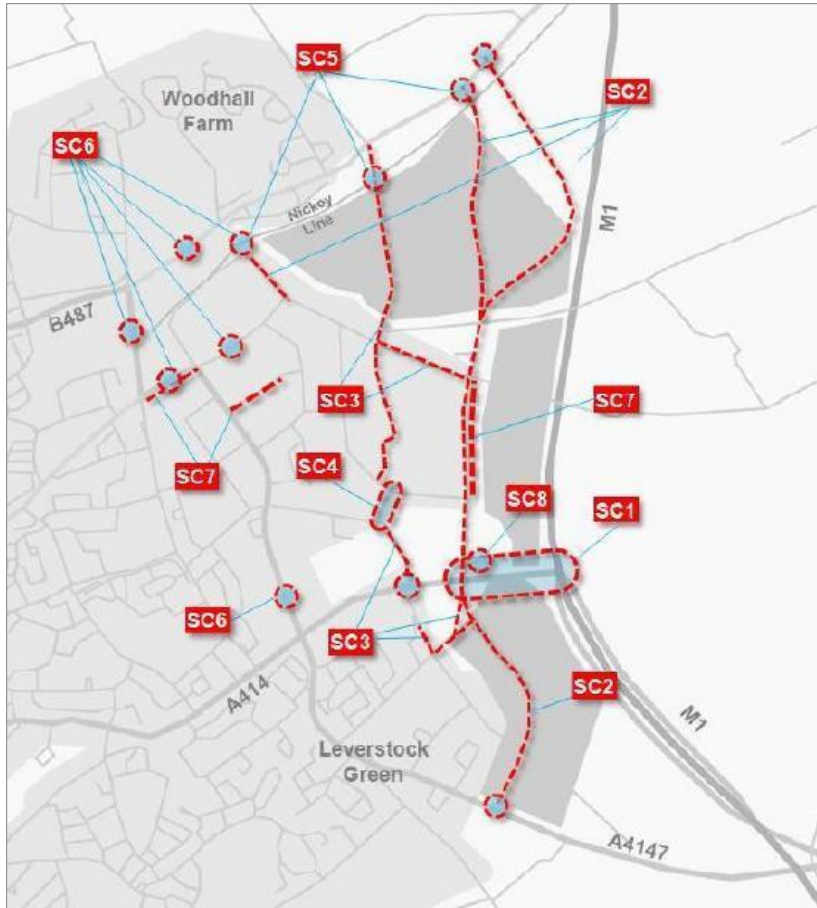 SC5
Woodhall
Farm
SC2
SC6
Nickey
Line
M1
B487
SC3
SC7
SC7
SC4
SC8
SC1
SC6
SC3
A414
SC2
M1
Leverstock
Green
A4147